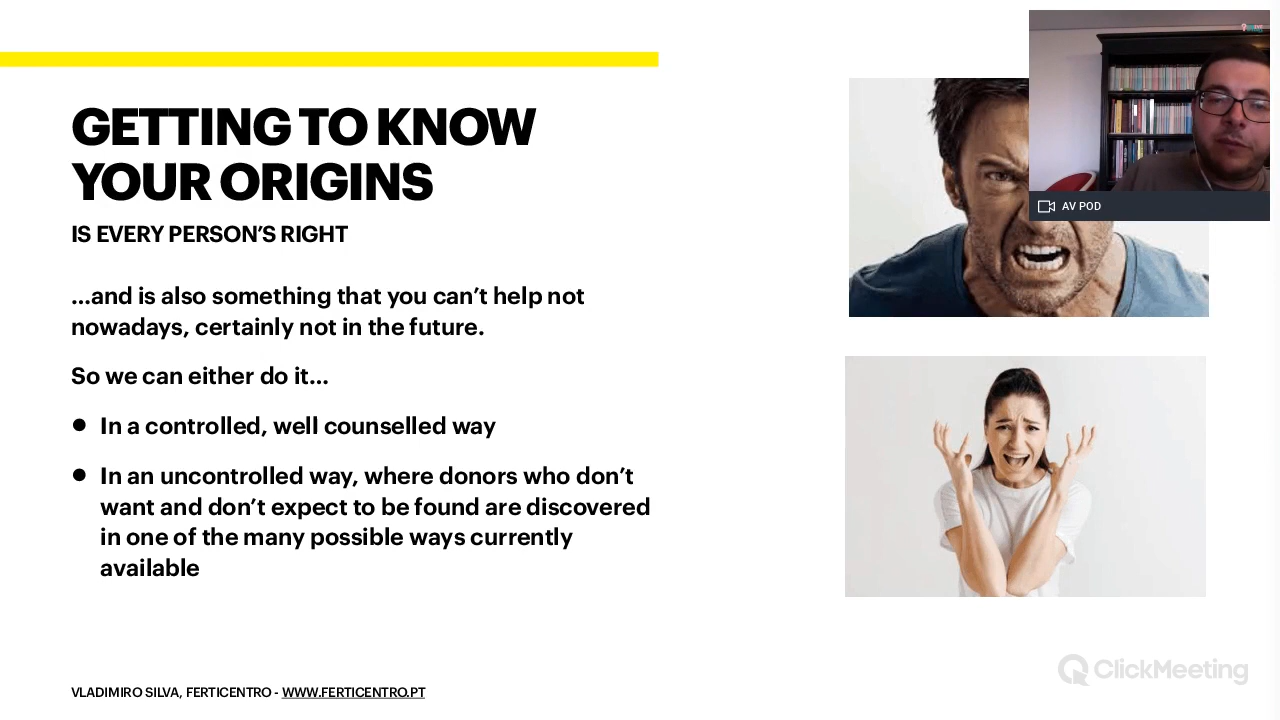 GETTING TO KNOW
YOUR ORIGINS
IS EVERY PERSON’S RIGHT
...and is also something that you can’t help not
nowadays, certainly not in the future.
So we can either do it...
● In a controlled, well counselled way
● In an uncontrolled way, where donors who don’t
want and don’t expect to be found are discovered
in one of the many possible ways currently
available
VLADIMIRO SILVA, FERTICENTRO - WWW.FERTICENTRO.PT
AV POD
ClickMeeting